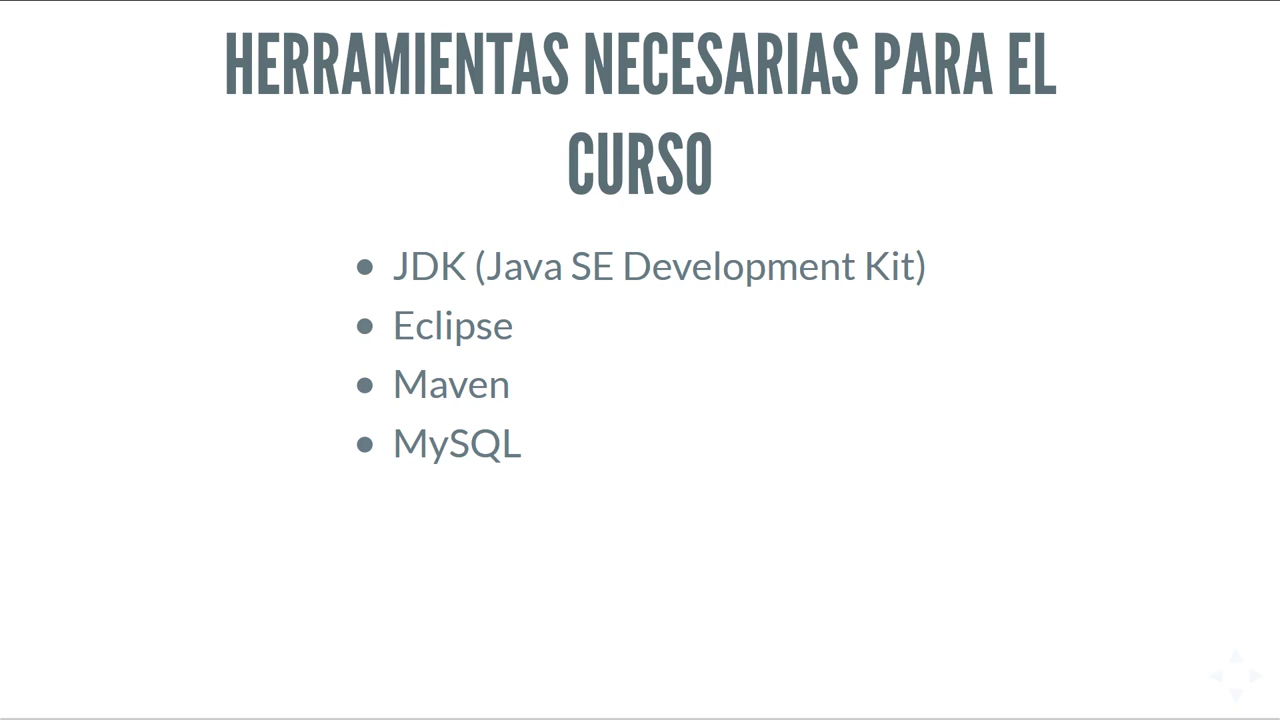 HERRAMIENTAS NECESARIAS PARA EL
CURSO
JDK (Java SE Development Kit)
Eclipse
Maven
MySQL